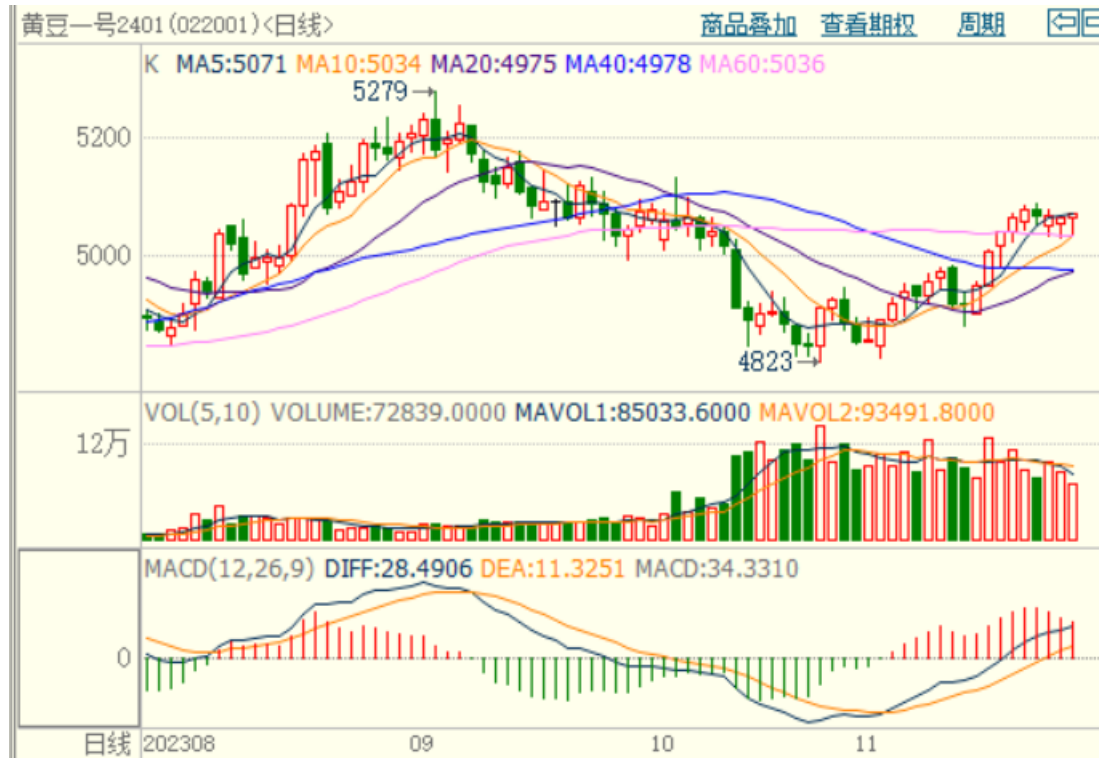 黄豆一号2401(022001)<日线> 商品叠加 查看期权 周期
K MA5:5071 MA10:5034 MA20:4975 MA40:4978 MA60:5036
5279
5200
5000
4823
VOL(5,10) VOLUME:72839.0000 MAVOL1:85033.6000 MAVOL2:93491.8000
12万
MACD(12,26,9) DIFF:28.4906 DEA:11.3251 MACD:34.3310
0
日线 202308 09 10 11